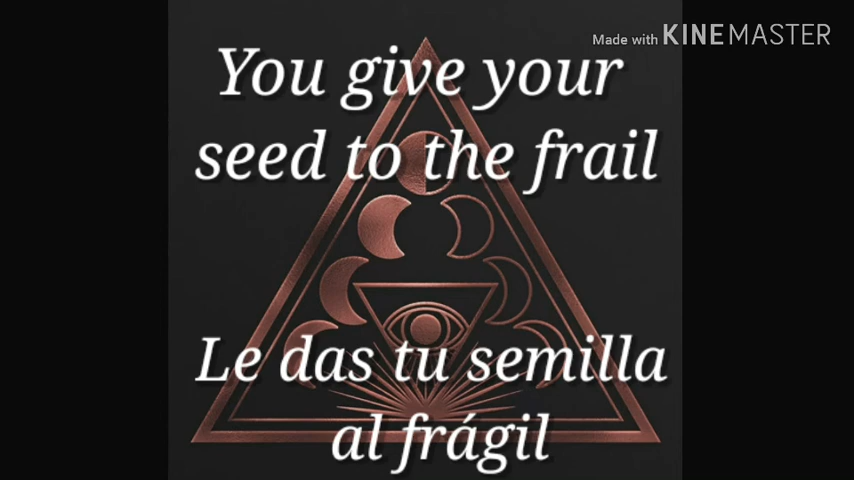 Made with KINEMASTER
You give your
seed to the frail
Le das tu semilla
al frágil